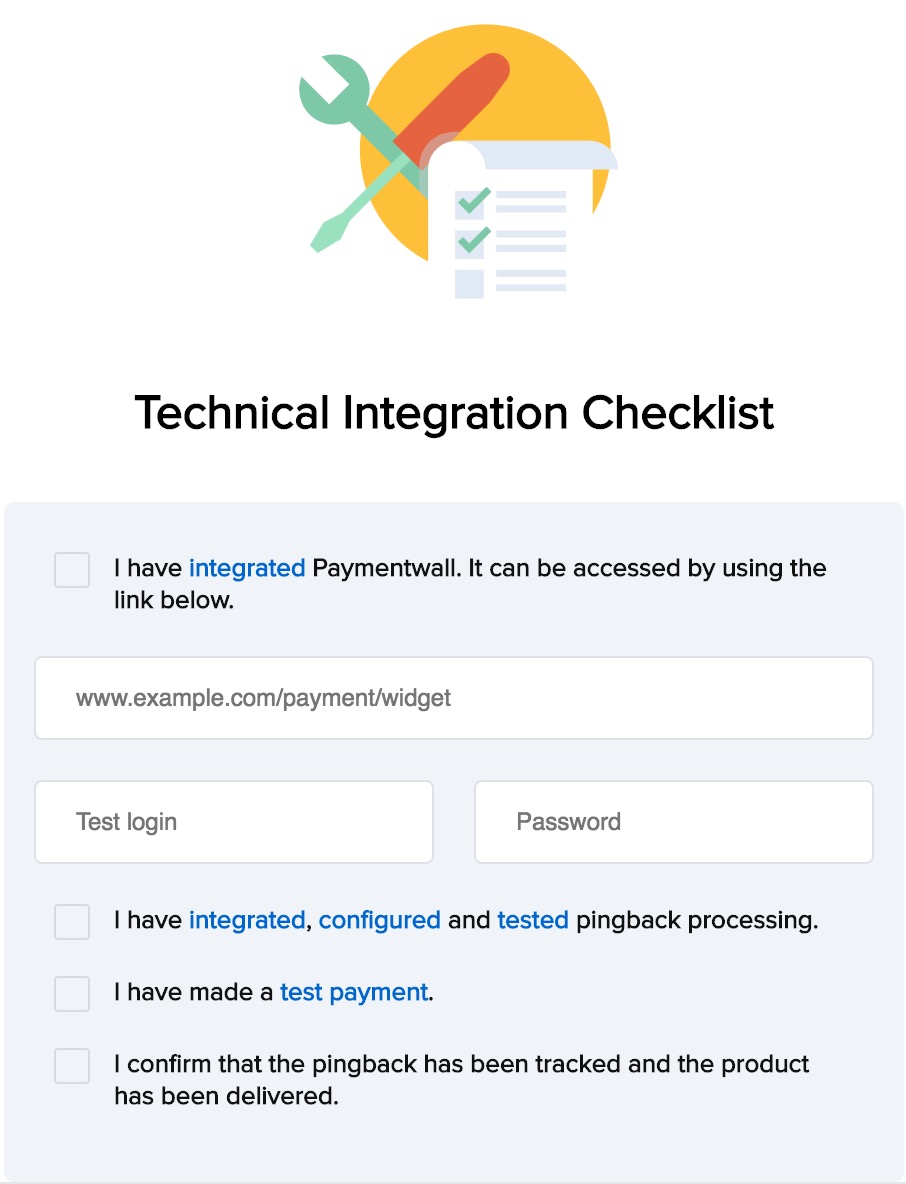 Technical Integration Checklist
I have integrated Paymentwall. It can be accessed by using the
link below.
www.example.com/payment/widget
Test login
Password
I have integrated, configured and tested pingback processing.
I have made a test payment.
I confirm that the pingback has been tracked and the product
has been delivered.